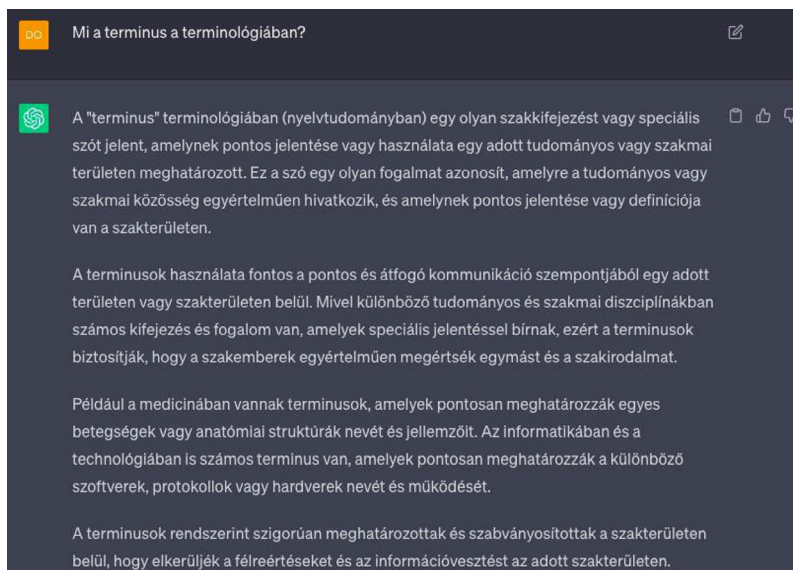 DO
Mi a terminus a terminológiában?
A "terminus" terminológiában (nyelvtudományban) egy olyan szakkifejezést vagy speciális
szót jelent, amelynek pontos jelentése vagy használata egy adott tudományos vagy szakmai
területen meghatározott. Ez a szó egy olyan fogalmat azonosít, amelyre a tudományos vagy
szakmai közösség egyértelműen hivatkozik, és amelynek pontos jelentése vagy definíciója
van a szakterületen.
A terminusok használata fontos a pontos és átfogó kommunikáció szempontjából egy adott
területen vagy szakterületen belül. Mivel különböző tudományos és szakmai diszciplínákban
számos kifejezés és fogalom van, amelyek speciális jelentéssel bírnak, ezért a terminusok
biztosítják, hogy a szakemberek egyértelműen megértsék egymást és a szakirodalmat.
Például a medicinában vannak terminusok, amelyek pontosan meghatározzák egyes
betegségek vagy anatómiai struktúrák nevét és jellemzőit. Az informatikában és a
technológiában is számos terminus van, amelyek pontosan meghatározzák a különböző
szoftverek, protokollok vagy hardverek nevét és működését.
A terminusok rendszerint szigorúan meghatározottak és szabványosítottak a szakterületen
belül, hogy elkerüljék a félreértéseket és az információvesztést az adott szakterületen.